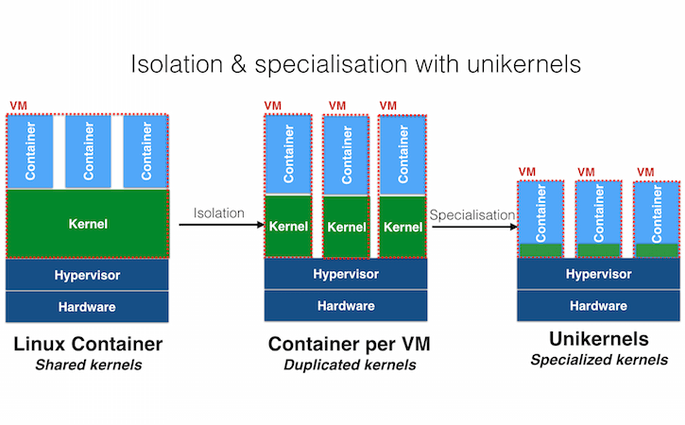 Isolation & specialisation with unikernels
VM
Container
Container
Container
Kernel
Hypervisor
Hardware
Linux Container
Shared kernels
Isolation
VM
VM
VM
Container
Container
Container
Kernel
Kernel
Kernel
Hypervisor
Hardware
Container per VM
Duplicated kernels
Specialisation
VM
VM
VM
Container
Container
Container
Hypervisor
Hardware
Unikernels
Specialized kernels